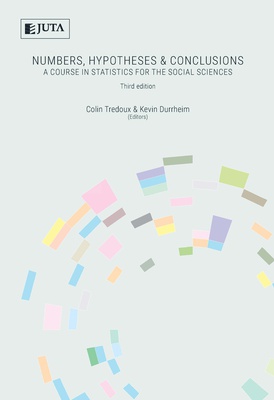 JUTA
NUMBERS, HYPOTHESES & CONCLUSIONS
A COURSE IN STATISTICS FOR THE SOCIAL SCIENCES
Third edition
Colin Tredoux & Kevin Durrheim
(Editors)